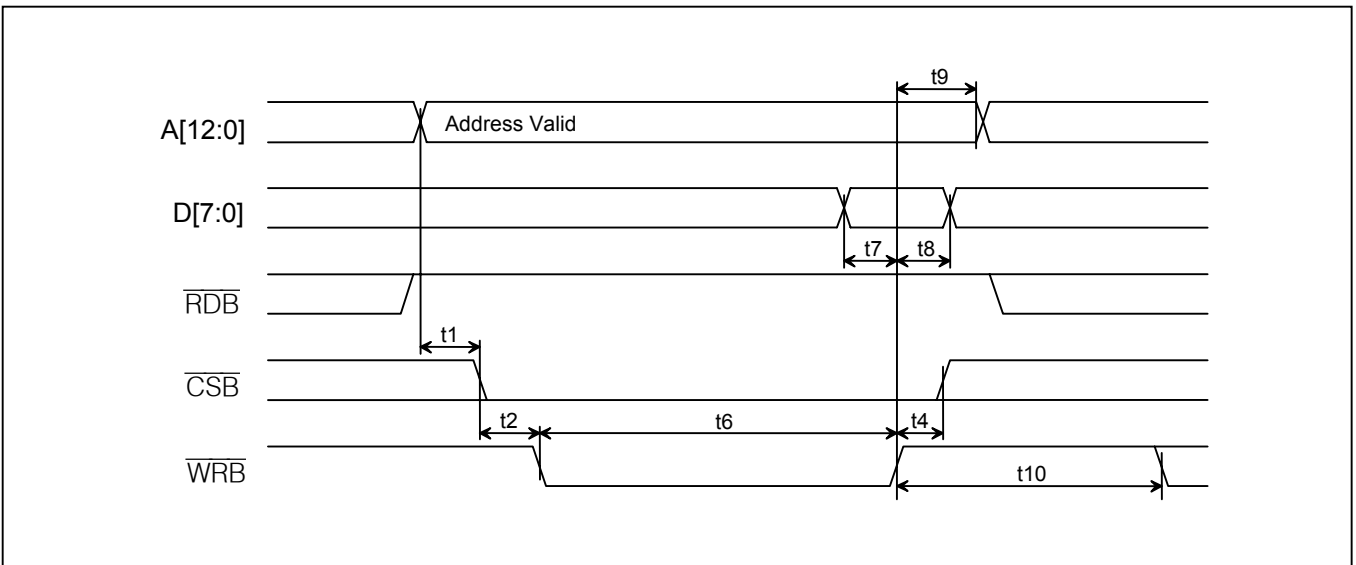 t9
A[12:0] Address Valid
D[7:0]
t7 t8
RDB
t1
CSB
t2 t6 t4
WRB
t10